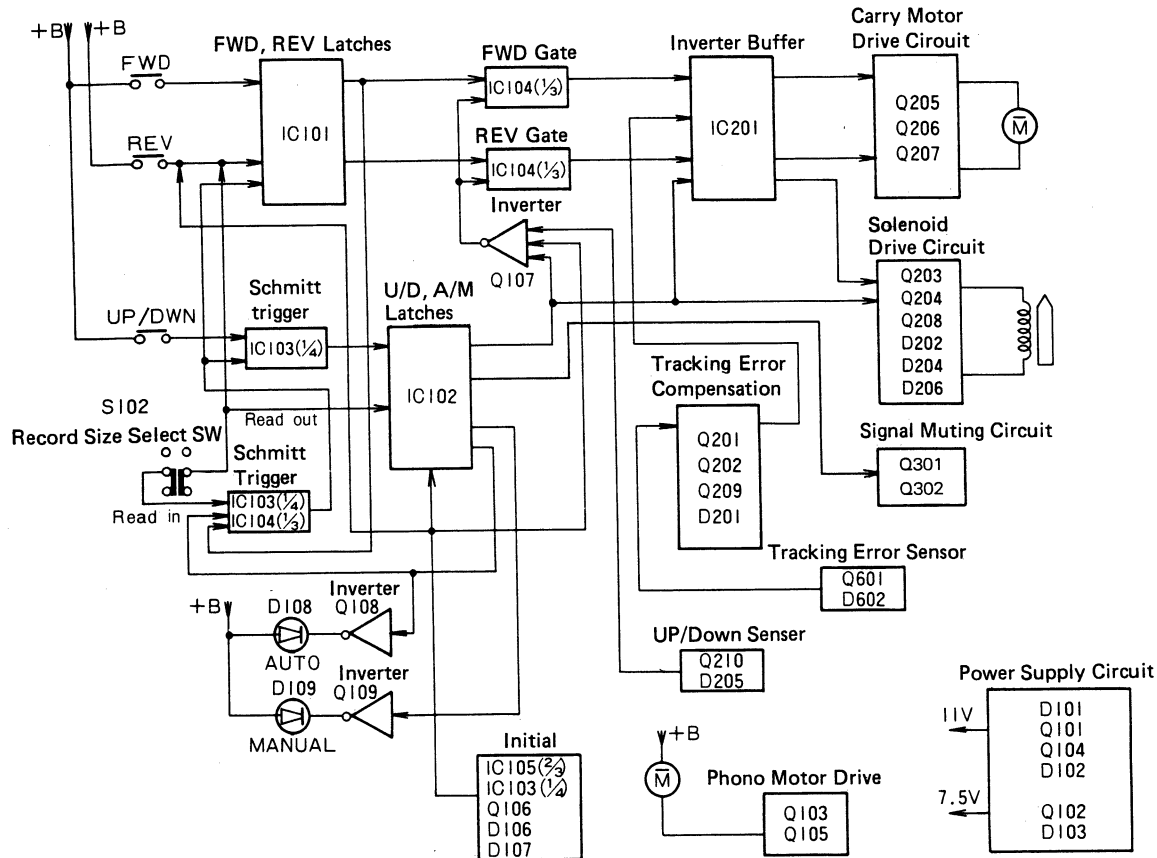 +B +B
FWD
REV
FWD, REV Latches
IC101
FWD Gate
IC104(1/3)
REV Gate
IC104(1/3)
Inverter
Q107
Inverter Buffer
IC201
Carry Motor
Drive Cirouit
Q205
Q206
Q207
M
Solenoid
Drive Circuit
Q203
Q204
Q208
D202
D204
D206
UP/DWN
Schmitt
trigger
IC103(1/4)
U/D, A/M
Latches
IC102
S102
Record Size Select SW
Read out
Schmitt
Trigger
IC103(1/4)
IC104(1/3)
Read in
Tracking Error
Compensation
Q201
Q202
Q209
D201
Signal Muting Circuit
Q301
Q302
Tracking Error Sensor
Q601
D602
+B
D108
AUTO
Inverter
Q108
D109
MANUAL
Inverter
Q109
UP/Down Senser
Q210
D205
Initial
IC105(2/3)
IC103(1/4)
Q106
D106
D107
+B
M
Phono Motor Drive
Q103
Q105
Power Supply Circuit
11V
D101
Q101
Q104
D102
7.5V
Q102
D103